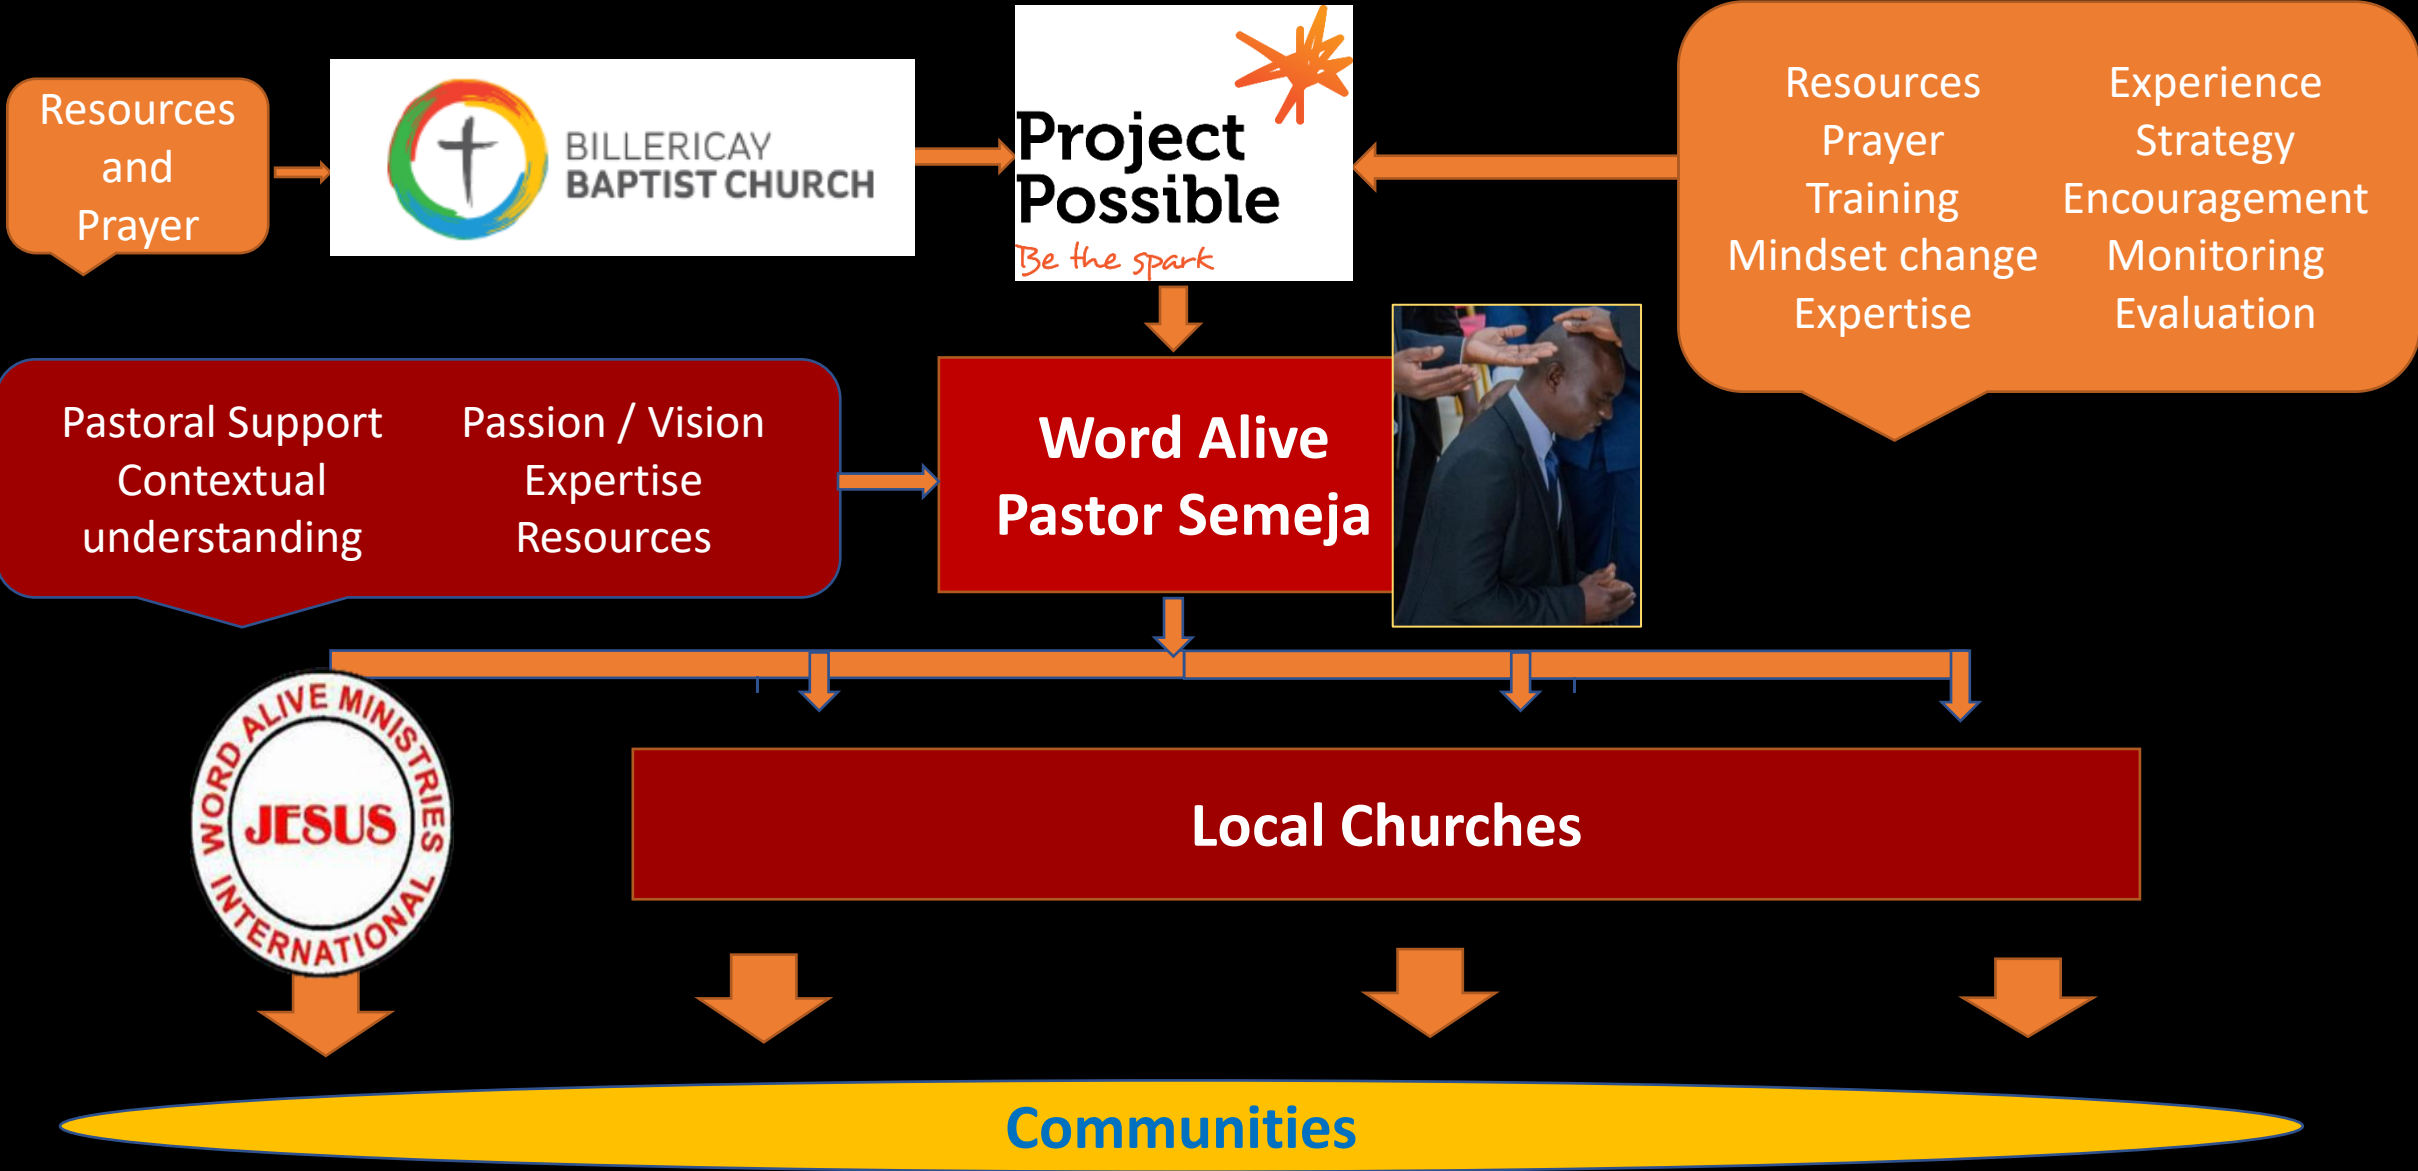 Resources
and
Prayer
BILLERICAY
BAPTIST CHURCH
Project
Possible
Be the spark
Resources
Prayer
Training
Mindset change
Expertise
Experience
Strategy
Encouragement
Monitoring
Evaluation
Pastoral Support
Contextual
understanding
Passion / Vision
Expertise
Resources
Word Alive
Pastor Semeja
WORD ALIVE MINISTRIES
JESUS
INTERNATIONAL
Local Churches
Communities